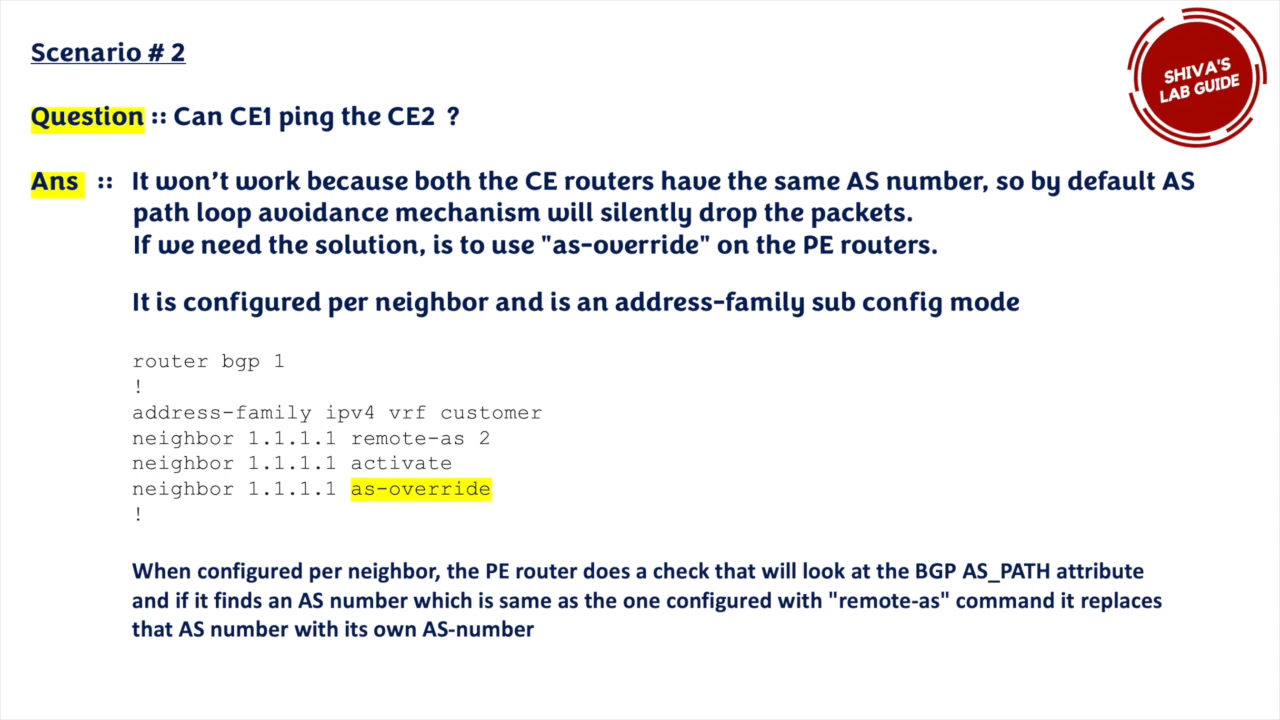 Scenario # 2
SHIVA'S
LAB GUIDE
Question :: Can CE1 ping the CE2 ?
Ans :: It won't work because both the CE routers have the same AS number, so by default AS
path loop avoidance mechanism will silently drop the packets.
If we need the solution, is to use "as-override" on the PE routers.
It is configured per neighbor and is an address-family sub config mode
router bgp 1
!
address-family ipv4 vrf customer
neighbor 1.1.1.1 remote-as 2
neighbor 1.1.1.1 activate
neighbor 1.1.1.1 as-override
!
When configured per neighbor, the PE router does a check that will look at the BGP AS_PATH attribute
and if it finds an AS number which is same as the one configured with "remote-as" command it replaces
that AS number with its own AS-number